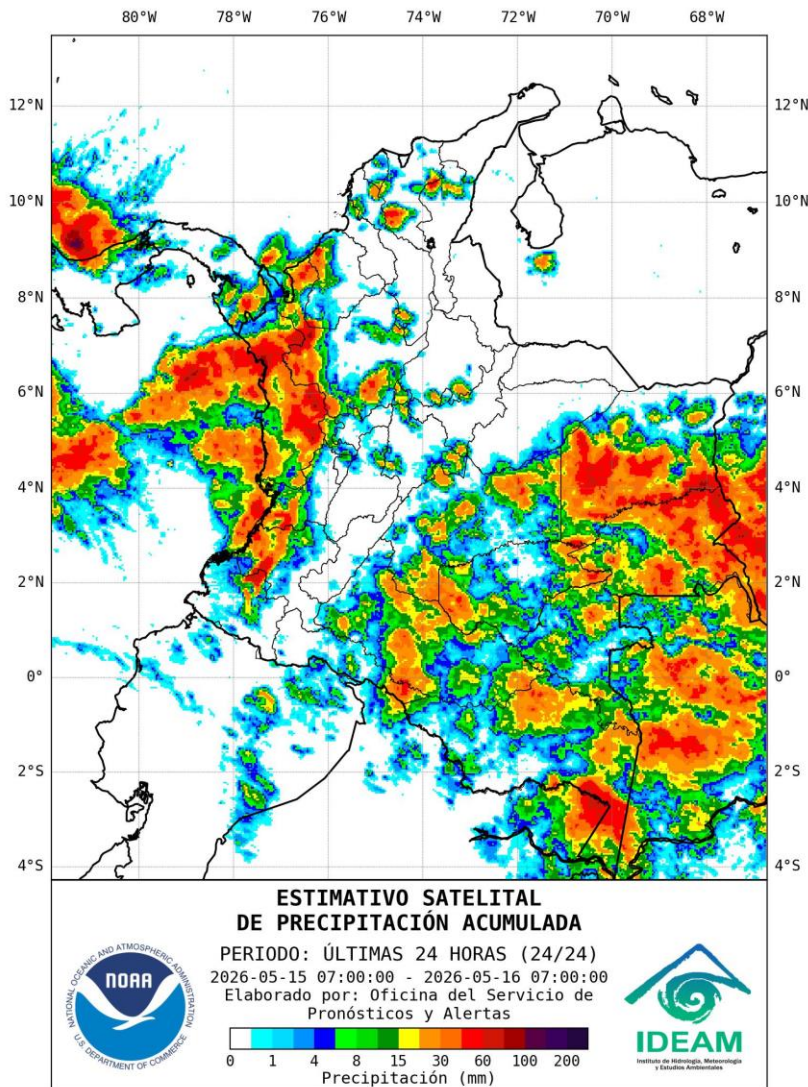 80°W 78°W 76°W 74°W 72°W 70°W 68°W
12°N 12°N
10°N 10°N
8°N 8°N
6°N 6°N
4°N 4°N
2°N 2°N
0° 0°
2°S 2°S
4°S 4°S
ESTIMATIVO SATELITAL
DE PRECIPITACIÓN ACUMULADA
PERIODO: ÚLTIMAS 24 HORAS (24/24)
2026-05-15 07:00:00 - 2026-05-16 07:00:00
Elaborado por: Oficina del Servicio de
Pronósticos y Alertas
0 1 4 8 15 30 60 100 200
Precipitación (mm)
NATIONAL OCEANIC AND ATMOSPHERIC ADMINISTRATION
NOAA
U.S. DEPARTMENT OF COMMERCE
IDEAM
Instituto de Hidrología, Meteorología
y Estudios Ambientales